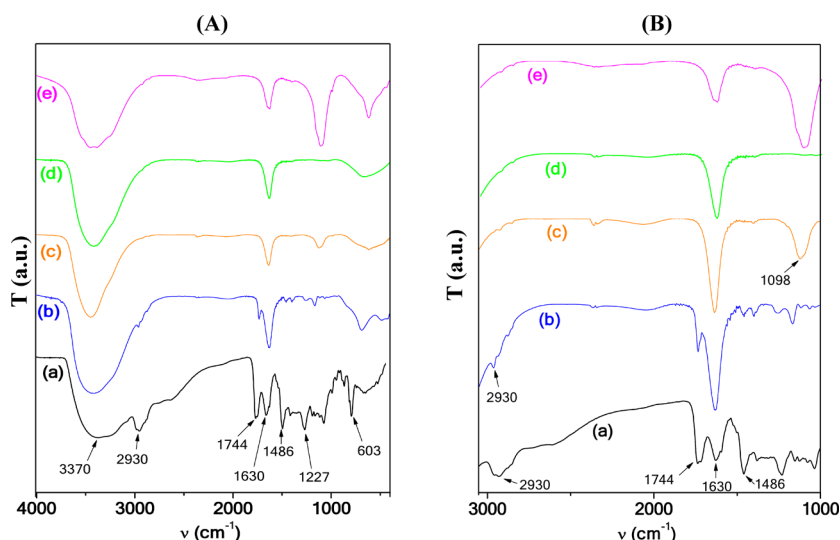 (A)
(e)
(d)
(c)
(b)
(a)
3370
2930
1744
1630
1486
1227
603
4000
3000
2000
1000
ν (cm⁻¹)
T (a.u.)
(B)
(e)
(d)
(c)
1098
(b)
2930
(a)
2930
1744
1630
1486
3000
2000
1000
ν (cm⁻¹)
T (a.u.)